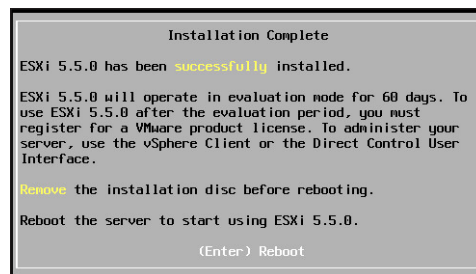 Installation Complete
ESXi 5.5.0 has been successfully installed.
ESXi 5.5.0 will operate in evaluation mode for 60 days. To
use ESXi 5.5.0 after the evaluation period, you must
register for a VMware product license. To administer your
server, use the vSphere Client or the Direct Control User
Interface.
Remove the installation disc before rebooting.
Reboot the server to start using ESXi 5.5.0.
(Enter) Reboot